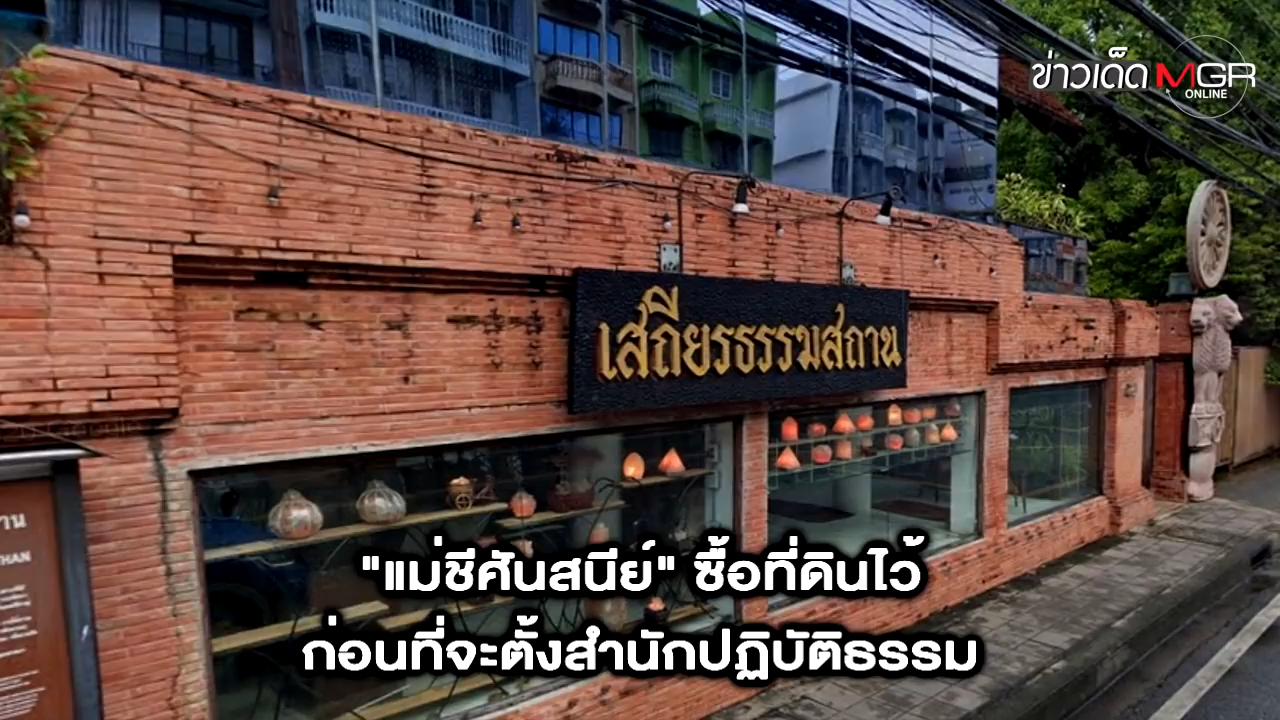 ข่าวเด็ด MGR
ONLINE
เสถียรธรรมสถาน
"แม่ชีศันสนีย์" ซื้อที่ดินไว้
ก่อนที่จะตั้งสำนักปฏิบัติธรรม